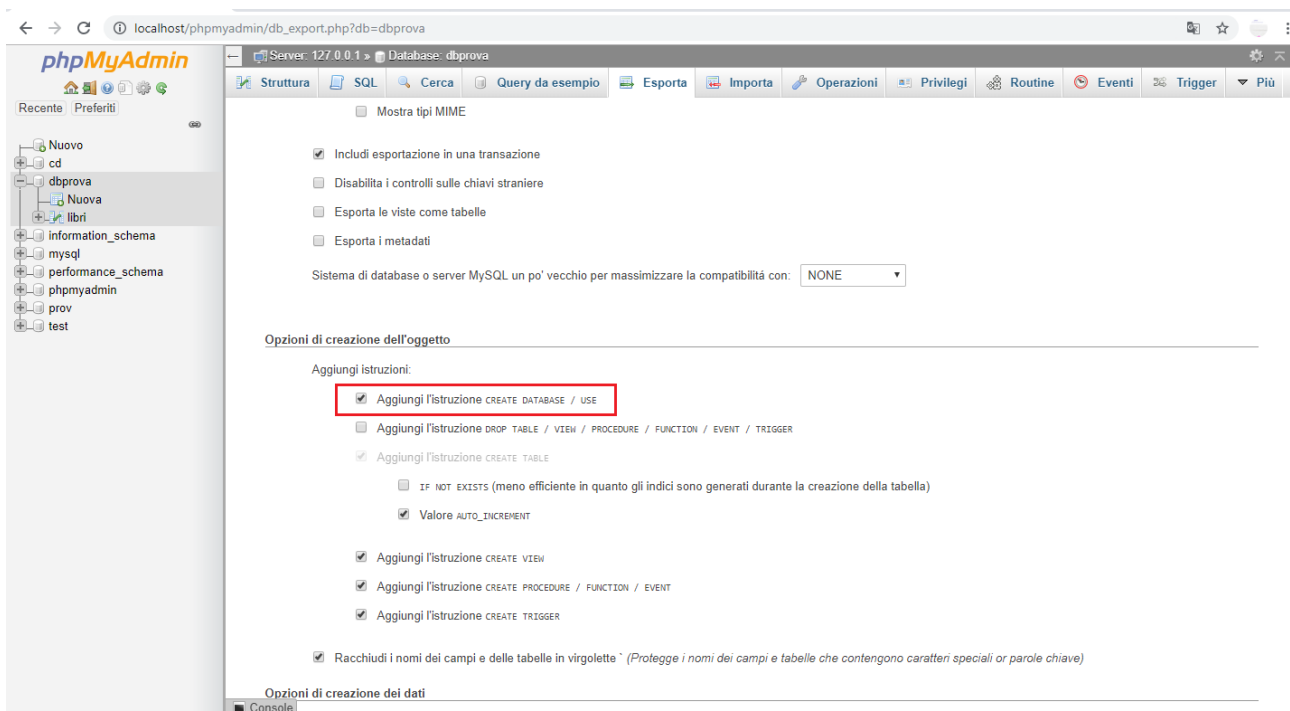 localhost/phpmyadmin/db_export.php?db=dbprova
phpMyAdmin
Recente Preferiti
Nuovo
cd
dbprova
Nuova
libri
information_schema
mysql
performance_schema
phpmyadmin
prov
test
Server: 127.0.0.1 » Database: dbprova
Struttura SQL Cerca Query da esempio Esporta Importa Operazioni Privilegi Routine Eventi Trigger Più
Mostra tipi MIME
Includi esportazione in una transazione
Disabilita i controlli sulle chiavi straniere
Esporta le viste come tabelle
Esporta i metadati
Sistema di database o server MySQL un po' vecchio per massimizzare la compatibilitá con: NONE
Opzioni di creazione dell'oggetto
Aggiungi istruzioni:
Aggiungi l'istruzione CREATE DATABASE / USE
Aggiungi l'istruzione DROP TABLE / VIEW / PROCEDURE / FUNCTION / EVENT / TRIGGER
Aggiungi l'istruzione CREATE TABLE
IF NOT EXISTS (meno efficiente in quanto gli indici sono generati durante la creazione della tabella)
Valore AUTO_INCREMENT
Aggiungi l'istruzione CREATE VIEW
Aggiungi l'istruzione CREATE PROCEDURE / FUNCTION / EVENT
Aggiungi l'istruzione CREATE TRIGGER
Racchiudi i nomi dei campi e delle tabelle in virgolette ` (Protegge i nomi dei campi e tabelle che contengono caratteri speciali or parole chiave)
Opzioni di creazione dei dati
Console